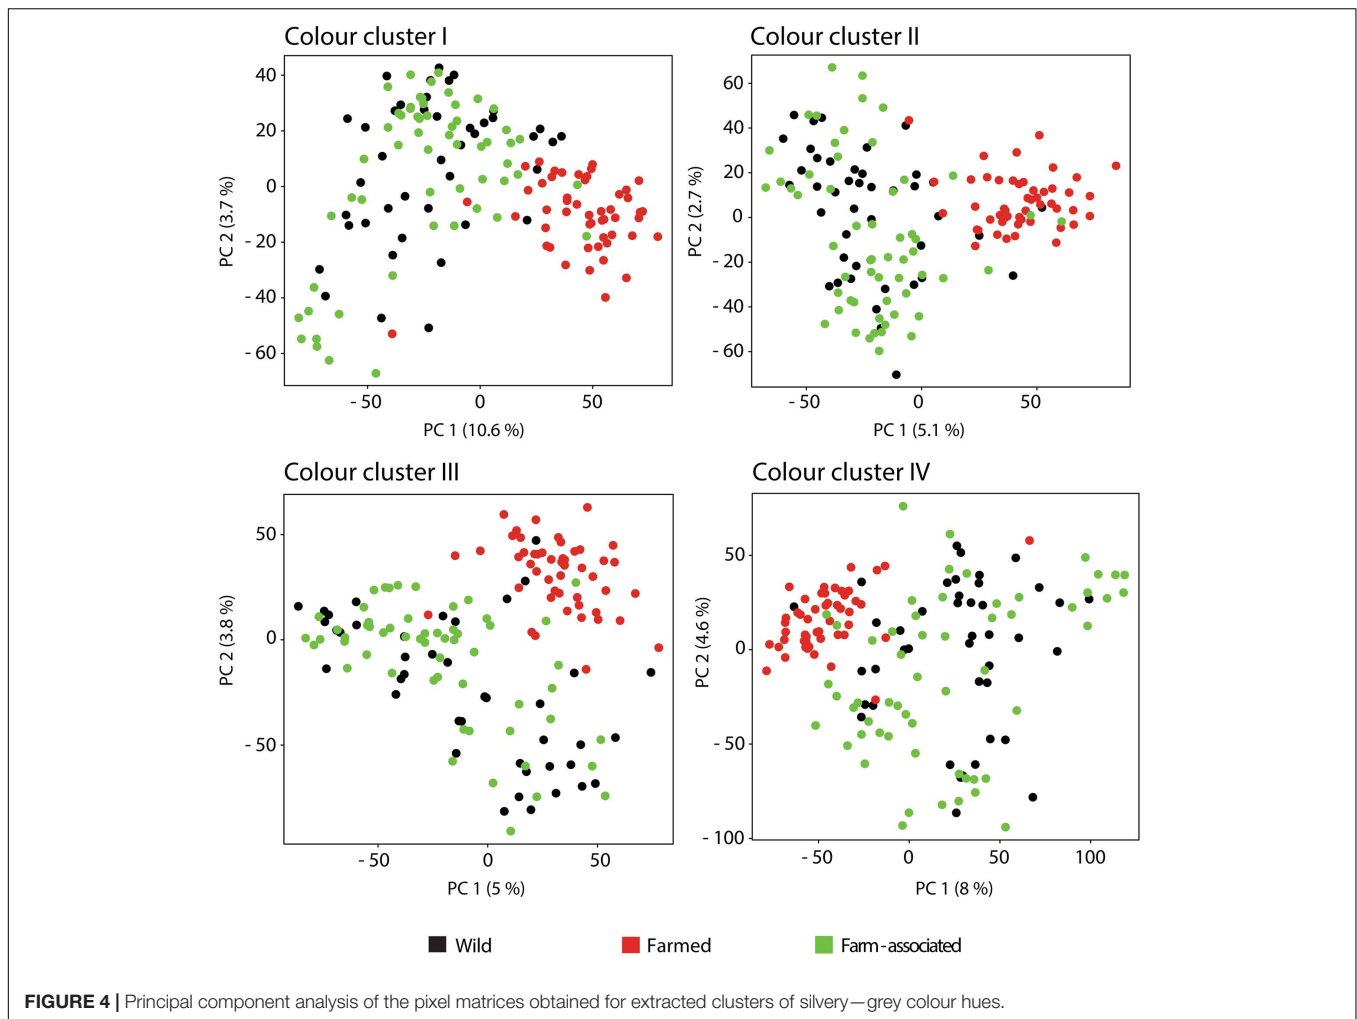 Colour cluster I
40
20
0
- 20
- 40
- 60
PC 2 (3.7 %)
- 50 0 50
PC 1 (10.6 %)
Colour cluster II
60
40
20
0
- 20
- 40
- 60
PC 2 (2.7 %)
- 50 0 50
PC 1 (5.1 %)
Colour cluster III
50
0
- 50
PC 2 (3.8 %)
- 50 0 50
PC 1 (5 %)
Colour cluster IV
50
0
- 50
- 100
PC 2 (4.6 %)
- 50 0 50 100
PC 1 (8 %)
Wild Farmed Farm-associated
FIGURE 4 | Principal component analysis of the pixel matrices obtained for extracted clusters of silvery—grey colour hues.